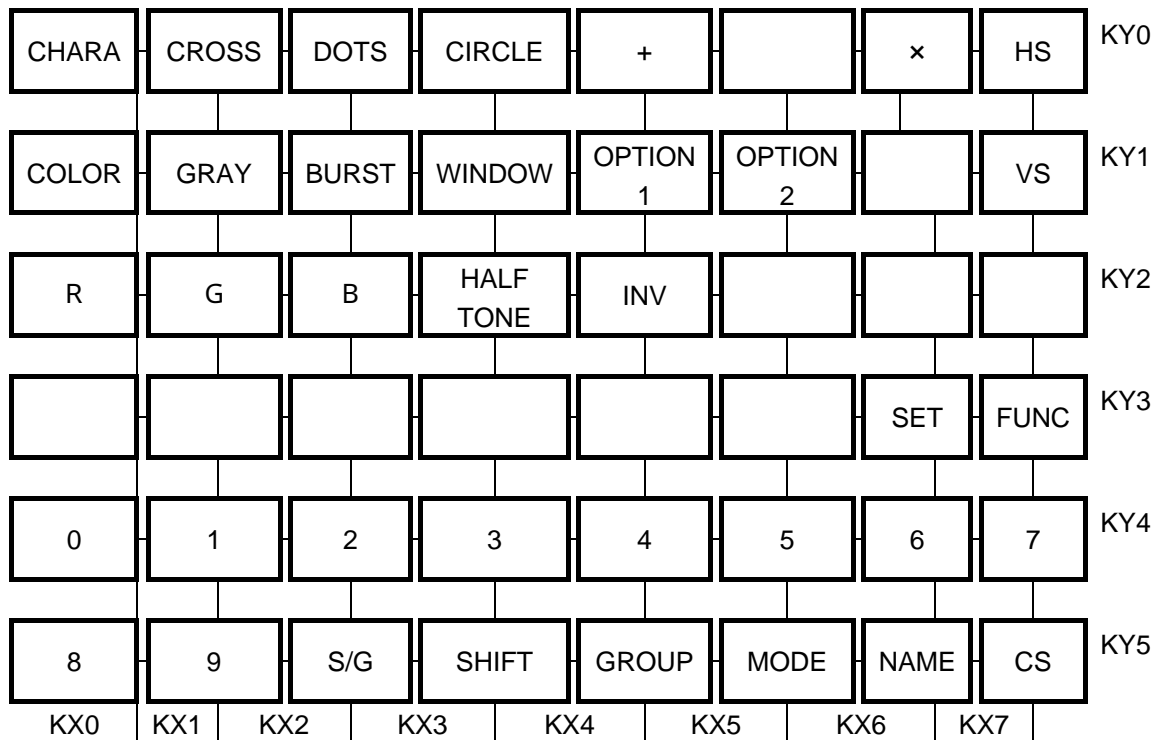 CHARA CROSS DOTS CIRCLE + × HS KY0
COLOR GRAY BURST WINDOW OPTION 1 OPTION 2 VS KY1
R G B HALF TONE INV KY2
SET FUNC KY3
0 1 2 3 4 5 6 7 KY4
8 9 S/G SHIFT GROUP MODE NAME CS KY5
KX0 KX1 KX2 KX3 KX4 KX5 KX6 KX7